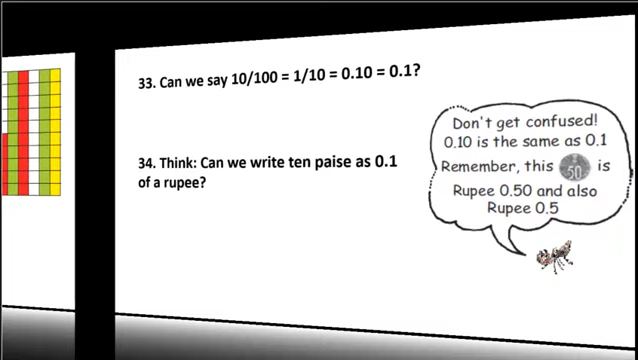 33. Can we say 10/100 = 1/10 = 0.10 = 0.1?
34. Think: Can we write ten paise as 0.1
of a rupee?
Don't get confused!
0.10 is the same as 0.1
Remember, this 50 is
Rupee 0.50 and also
Rupee 0.5